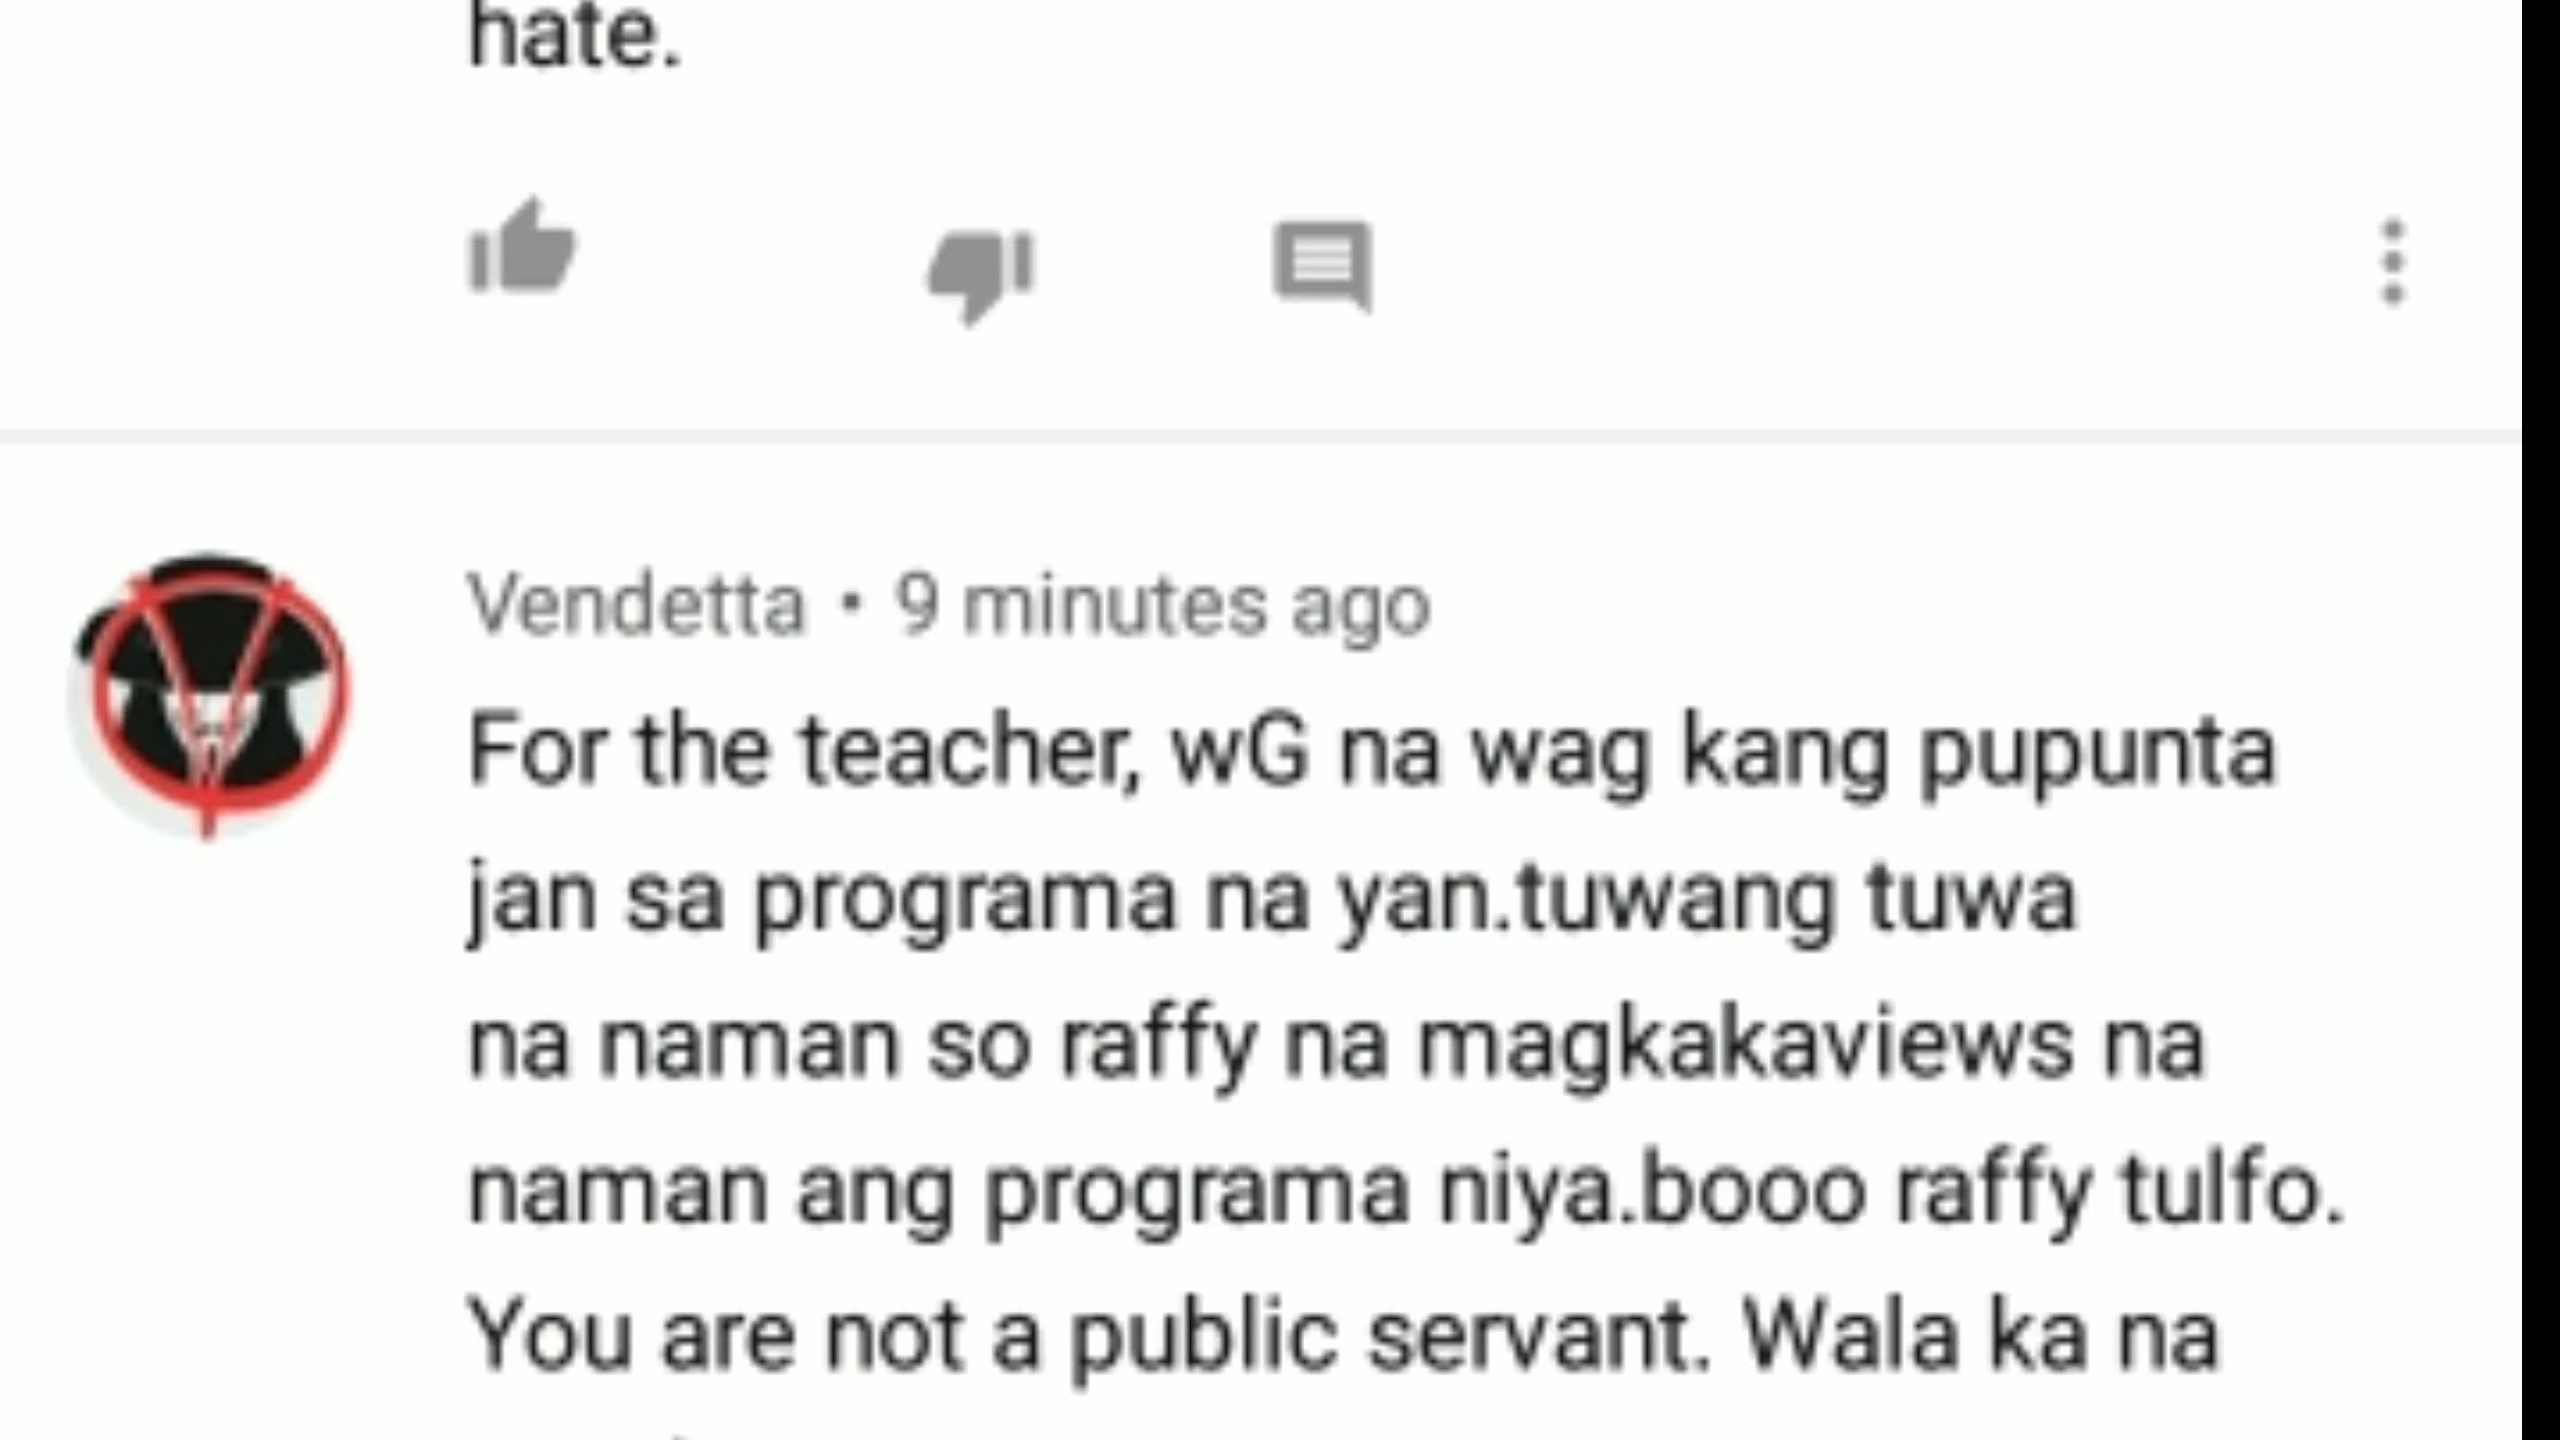 hate.
Vendetta • 9 minutes ago
For the teacher, wG na wag kang pupunta
jan sa programa na yan.tuwang tuwa
na naman so raffy na magkakaviews na
naman ang programa niya.booo raffy tulfo.
You are not a public servant. Wala ka na